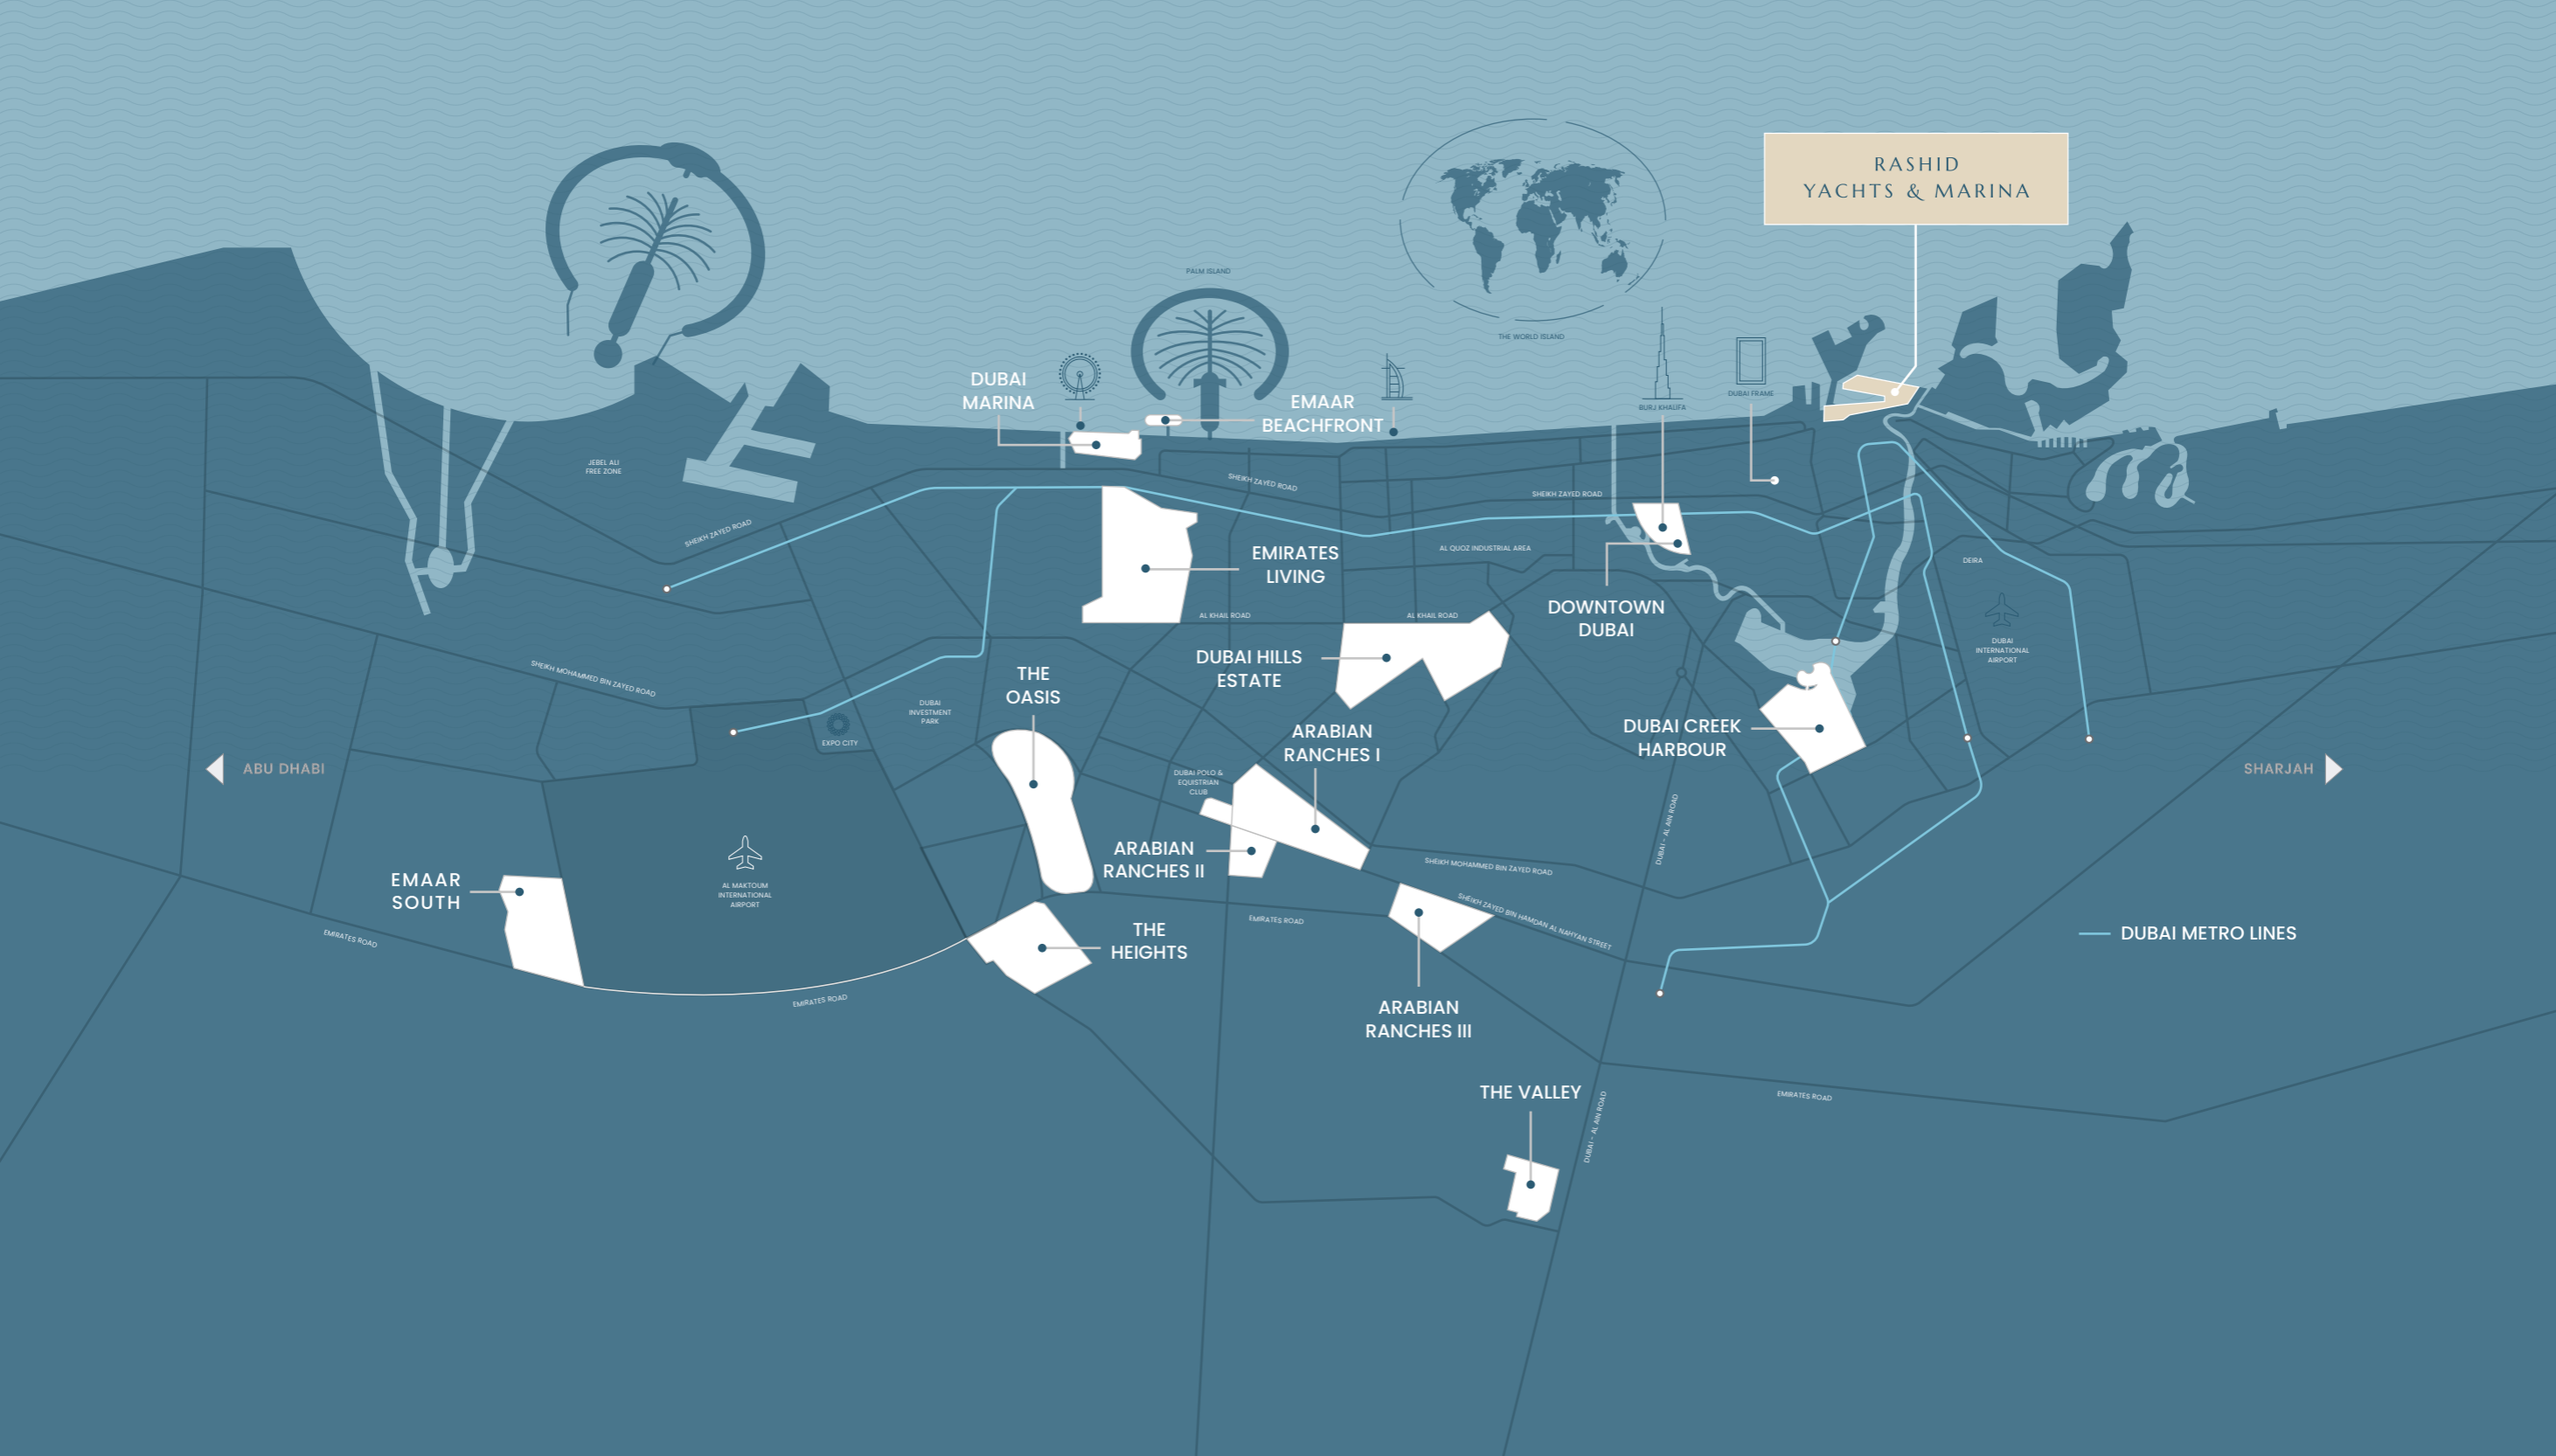 RASHID
YACHTS & MARINA
PALM ISLAND
THE WORLD ISLAND
DUBAI
MARINA
EMAAR
BEACHFRONT
BURJ KHALIFA
DUBAI FRAME
JEBEL ALI
FREE ZONE
SHEIKH ZAYED ROAD
SHEIKH ZAYED ROAD
SHEIKH ZAYED ROAD
EMIRATES
LIVING
AL QUOZ INDUSTRIAL AREA
DEIRA
AL KHAIL ROAD
AL KHAIL ROAD
DOWNTOWN
DUBAI
DUBAI
INTERNATIONAL
AIRPORT
SHEIKH MOHAMMED BIN ZAYED ROAD
THE
OASIS
DUBAI HILLS
ESTATE
DUBAI
INVESTMENT
PARK
EXPO CITY
ARABIAN
RANCHES I
DUBAI CREEK
HARBOUR
ABU DHABI
SHARJAH
DUBAI POLO &
EQUISTRIAN
CLUB
DUBAI - AL AIN ROAD
ARABIAN
RANCHES II
SHEIKH MOHAMMED BIN ZAYED ROAD
EMAAR
SOUTH
AL MAKTOUM
INTERNATIONAL
AIRPORT
SHEIKH ZAYED BIN HAMDAN AL NAHYAN STREET
EMIRATES ROAD
EMIRATES ROAD
THE
HEIGHTS
DUBAI METRO LINES
EMIRATES ROAD
ARABIAN
RANCHES III
THE VALLEY
EMIRATES ROAD
DUBAI - AL AIN ROAD